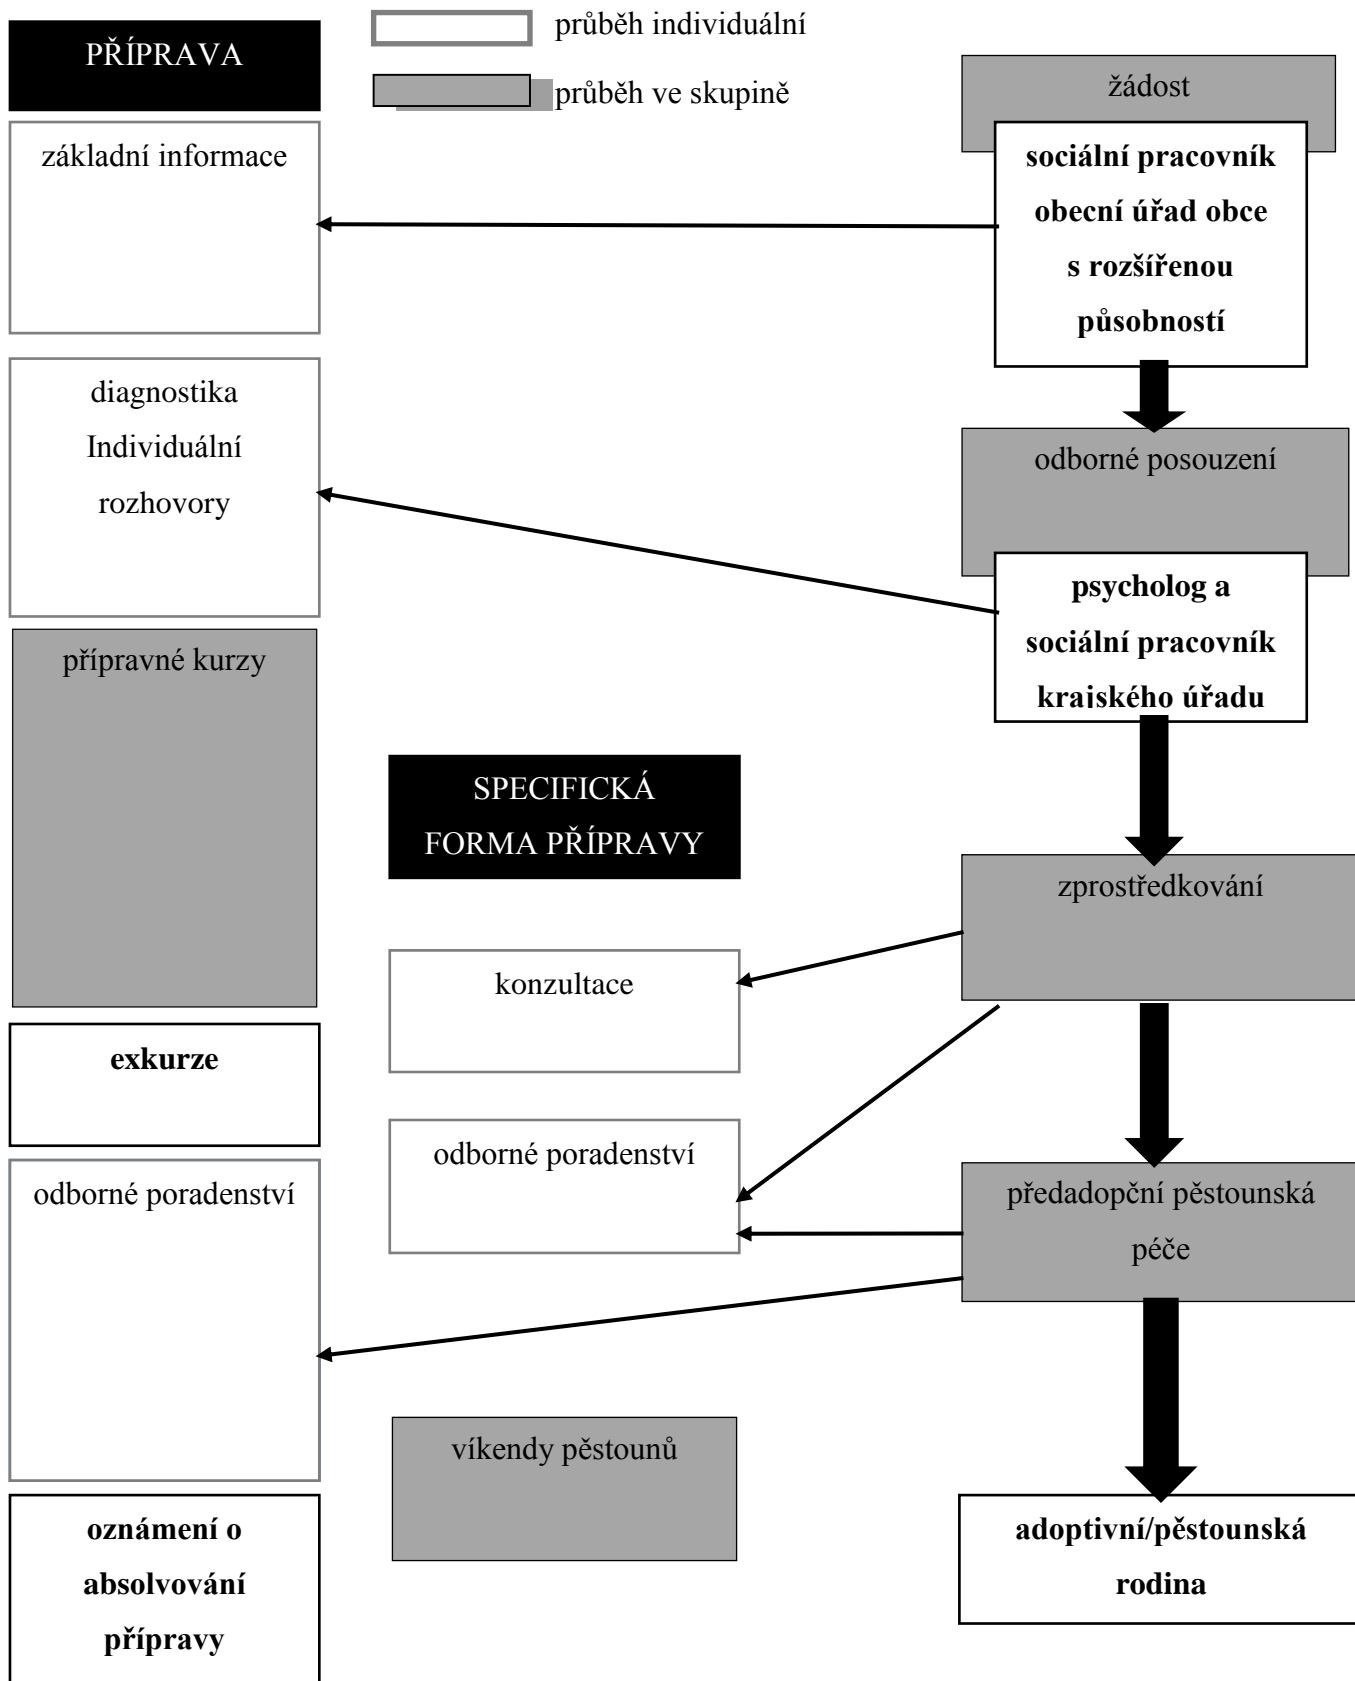 PŘÍPRAVA
průběh individuální
průběh ve skupině
žádost
sociální pracovník
obecní úřad obce
s rozšířenou
působností
základní informace
diagnostika
Individuální
rozhovory
odborné posouzení
psycholog a
sociální pracovník
krajského úřadu
přípravné kurzy
SPECIFICKÁ
FORMA PŘÍPRAVY
zprostředkování
konzultace
exkurze
odborné poradenství
odborné poradenství
předadopční pěstounská
péče
víkendy pěstounů
oznámení o
absolvování
přípravy
adoptivní/pěstounská
rodina